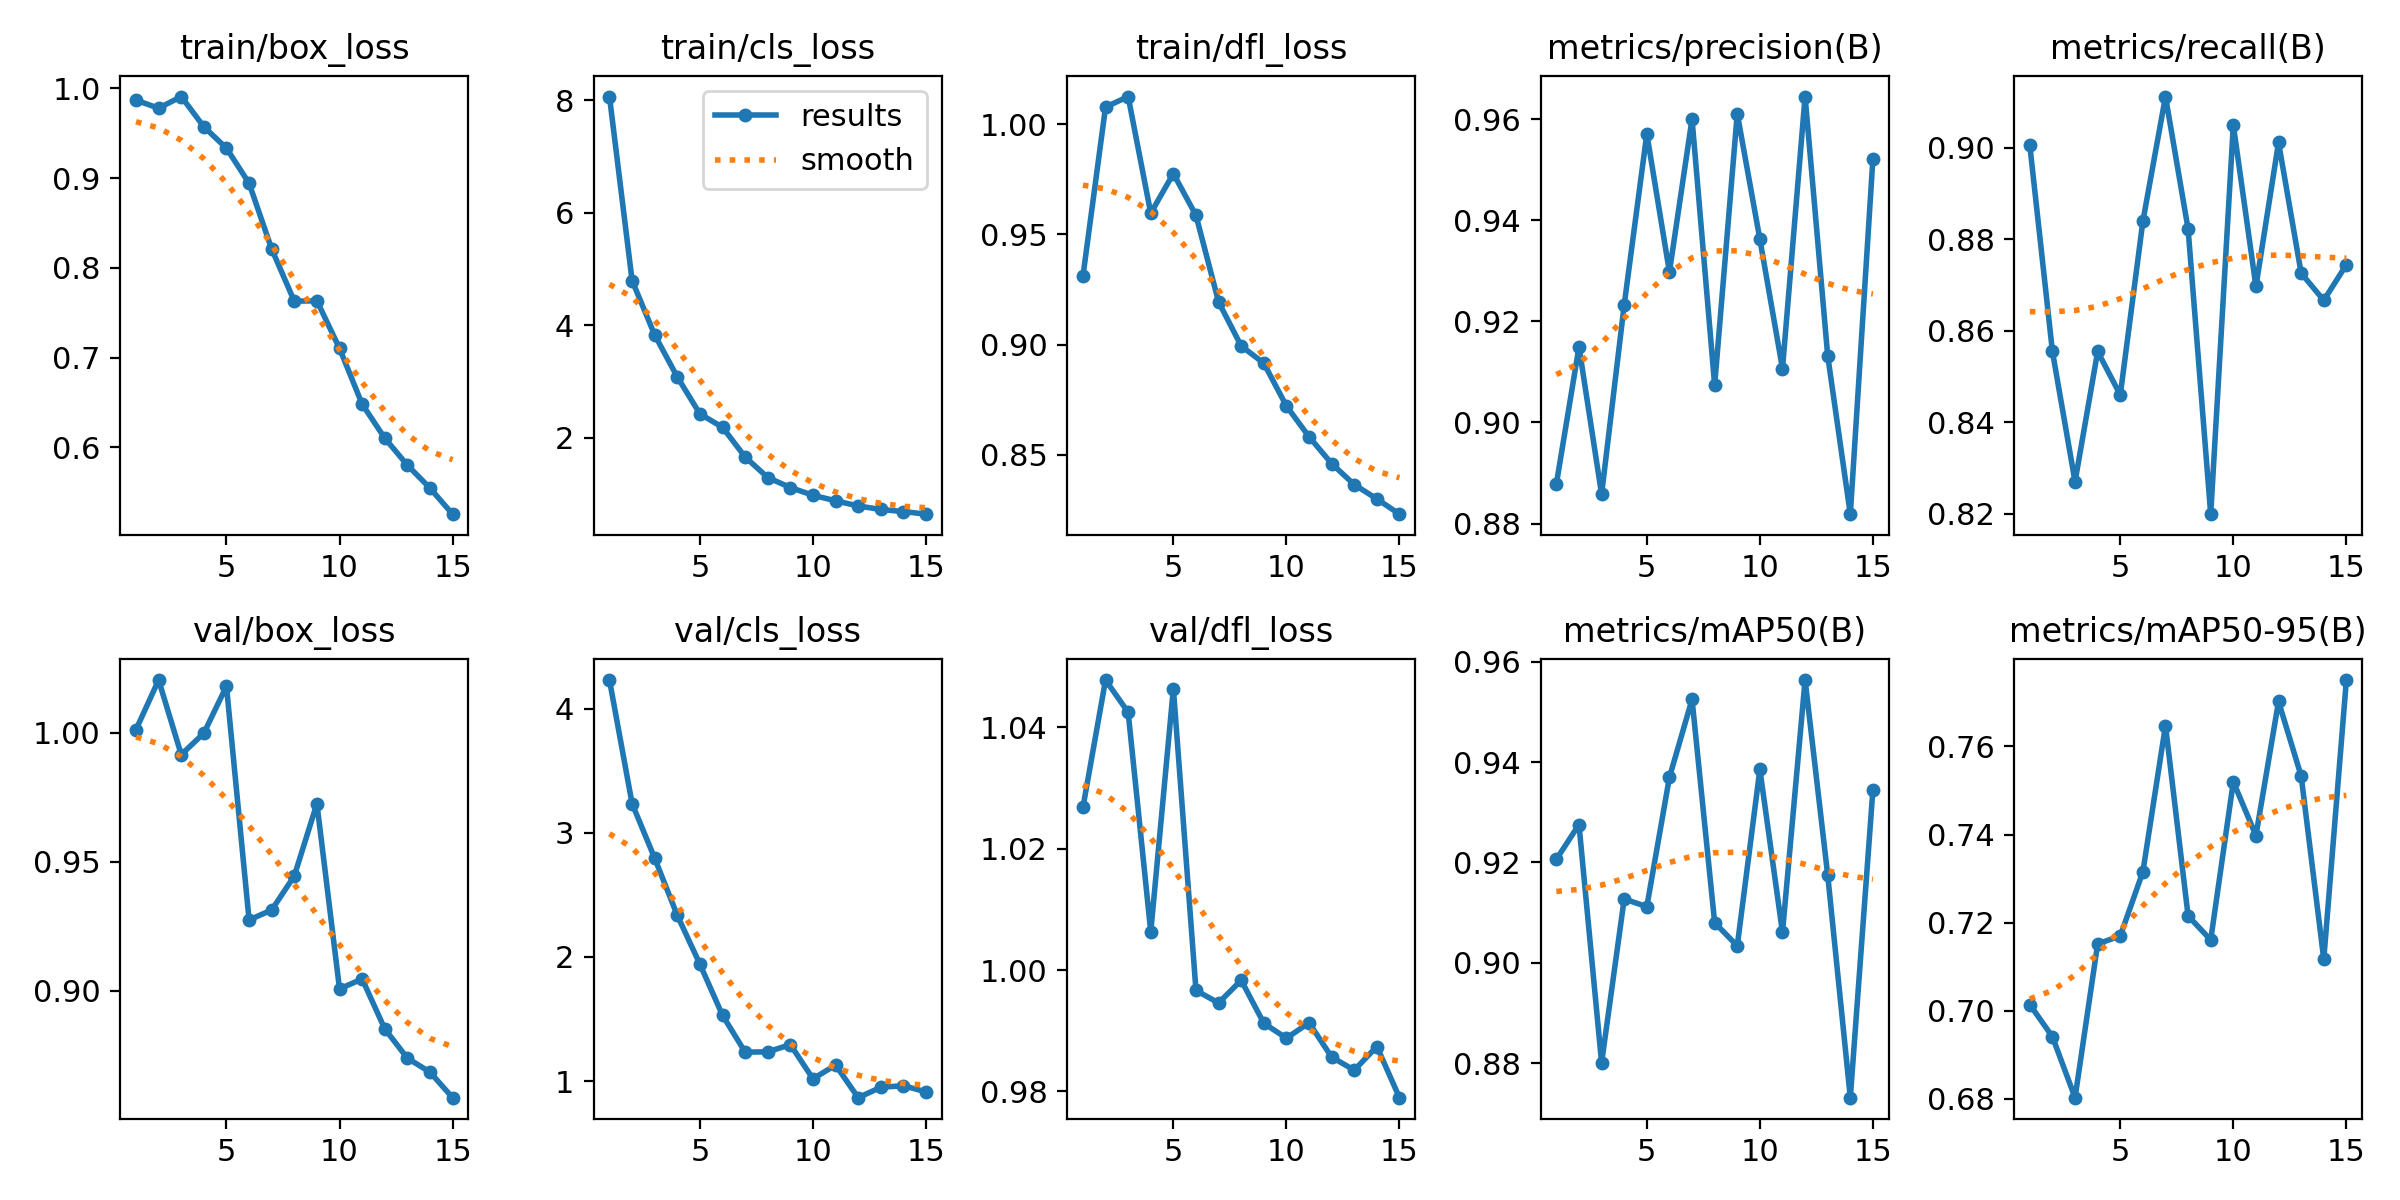 train/box_loss
1.0
0.9
0.8
0.7
0.6
5 10 15
train/cls_loss
results
smooth
8
6
4
2
5 10 15
train/dfl_loss
1.00
0.95
0.90
0.85
5 10 15
metrics/precision(B)
0.96
0.94
0.92
0.90
0.88
5 10 15
metrics/recall(B)
0.90
0.88
0.86
0.84
0.82
5 10 15
val/box_loss
1.00
0.95
0.90
5 10 15
val/cls_loss
4
3
2
1
5 10 15
val/dfl_loss
1.04
1.02
1.00
0.98
5 10 15
metrics/mAP50(B)
0.96
0.94
0.92
0.90
0.88
5 10 15
metrics/mAP50-95(B)
0.76
0.74
0.72
0.70
0.68
5 10 15